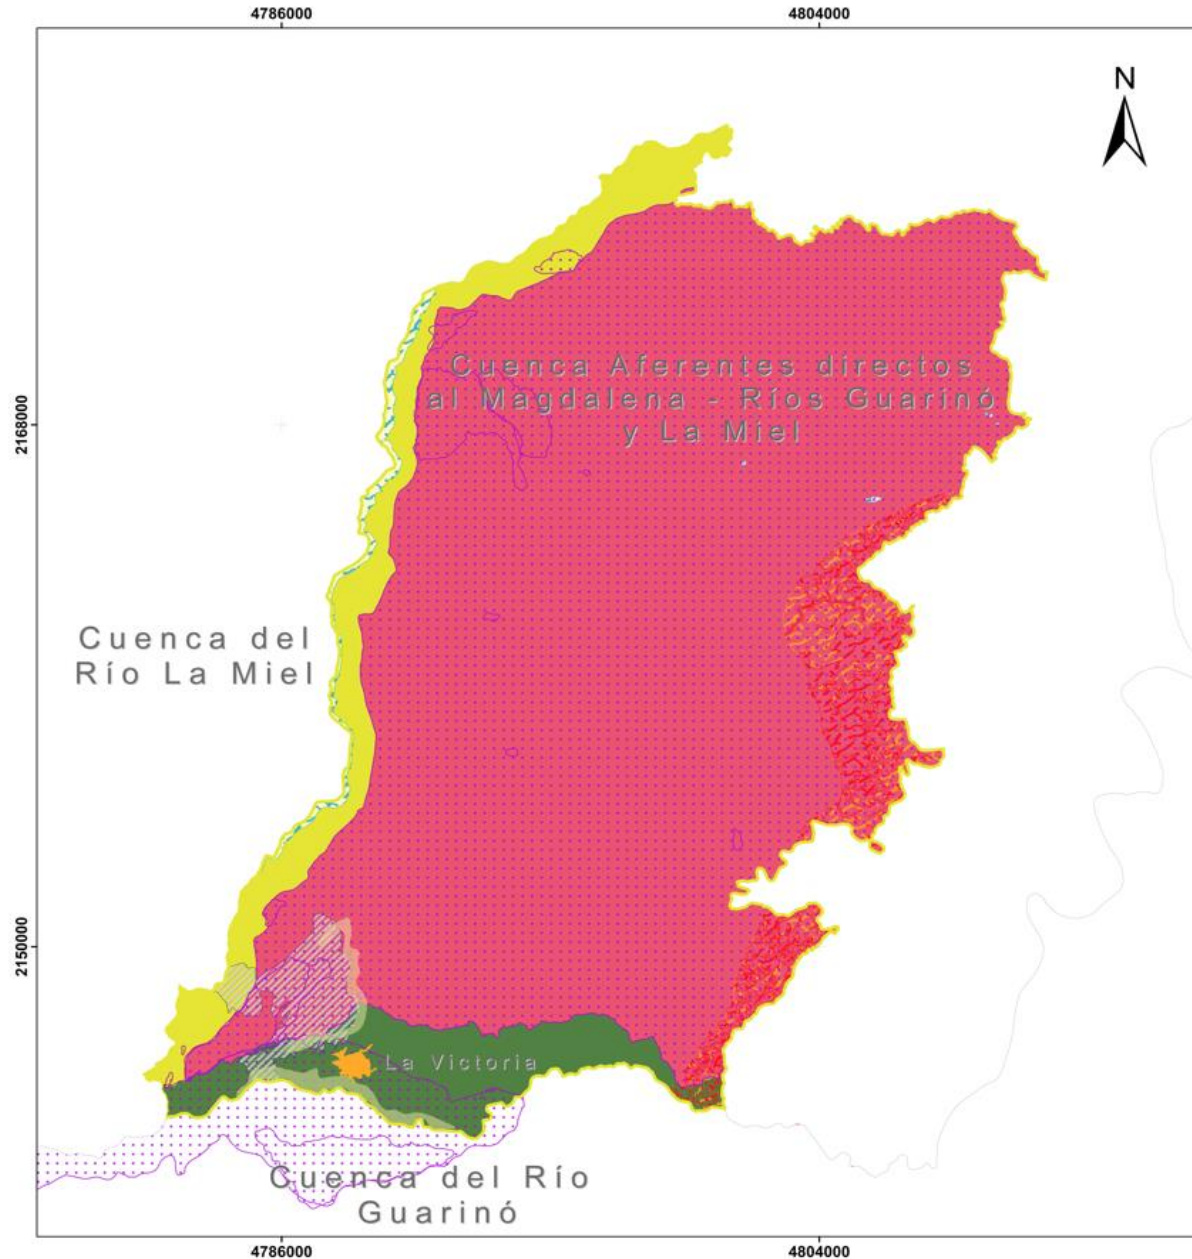 4786000 4804000
N
Cuenca Aferentes directos
al Magdalena - Ríos Guarinó
y La Miel
2168000
Cuenca del
Río La Miel
2150000
La Victoria
Cuenca del Río
Guarinó
4786000 4804000